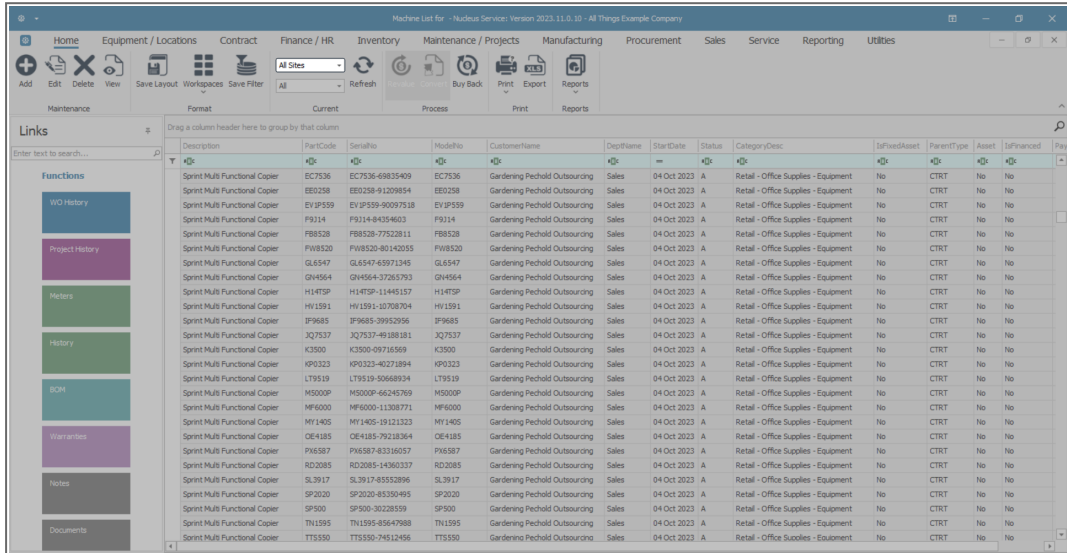 Machine List for - Nucleus Service: Version 2023.11.0.10 - All Things Example Company
Home Equipment / Locations Contract Finance / HR Inventory Maintenance / Projects Manufacturing Procurement Sales Service Reporting Utilities
All Sites
All
Add Edit Delete View Save Layout Workspaces Save Filter Refresh Buy Back Print Export Reports
Maintenance Format Current Process Print Reports
Links
Drag a column header here to group by that column
Enter text to search...
Description PartCode SerialNo ModelNo CustomerName DeptName StartDate Status CategoryDesc IsFixedAsset ParentType Asset IsFinanced Pay
Functions
WO History
Project History
Meters
History
BOM
Warranties
Notes
Documents
Sprint Multi Functional Copier EC7536 EC7536-69835409 EC7536 Gardening Pechold Outsourcing Sales 04 Oct 2023 A Retail - Office Supplies - Equipment No CTRT No No
Sprint Multi Functional Copier EE0258 EE0258-91209854 EE0258 Gardening Pechold Outsourcing Sales 04 Oct 2023 A Retail - Office Supplies - Equipment No CTRT No No
Sprint Multi Functional Copier EV1P559 EV1P559-90097518 EV1P559 Gardening Pechold Outsourcing Sales 04 Oct 2023 A Retail - Office Supplies - Equipment No CTRT No No
Sprint Multi Functional Copier F9J14 F9J14-84354603 F9J14 Gardening Pechold Outsourcing Sales 04 Oct 2023 A Retail - Office Supplies - Equipment No CTRT No No
Sprint Multi Functional Copier FB8528 FB8528-77522811 FB8528 Gardening Pechold Outsourcing Sales 04 Oct 2023 A Retail - Office Supplies - Equipment No CTRT No No
Sprint Multi Functional Copier FW8520 FW8520-80142055 FW8520 Gardening Pechold Outsourcing Sales 04 Oct 2023 A Retail - Office Supplies - Equipment No CTRT No No
Sprint Multi Functional Copier GL6547 GL6547-65971345 GL6547 Gardening Pechold Outsourcing Sales 04 Oct 2023 A Retail - Office Supplies - Equipment No CTRT No No
Sprint Multi Functional Copier GN4564 GN4564-37265793 GN4564 Gardening Pechold Outsourcing Sales 04 Oct 2023 A Retail - Office Supplies - Equipment No CTRT No No
Sprint Multi Functional Copier H14TSP H14TSP-11445157 H14TSP Gardening Pechold Outsourcing Sales 04 Oct 2023 A Retail - Office Supplies - Equipment No CTRT No No
Sprint Multi Functional Copier HV1591 HV1591-10708704 HV1591 Gardening Pechold Outsourcing Sales 04 Oct 2023 A Retail - Office Supplies - Equipment No CTRT No No
Sprint Multi Functional Copier IF9685 IF9685-39952956 IF9685 Gardening Pechold Outsourcing Sales 04 Oct 2023 A Retail - Office Supplies - Equipment No CTRT No No
Sprint Multi Functional Copier JQ7537 JQ7537-49188181 JQ7537 Gardening Pechold Outsourcing Sales 04 Oct 2023 A Retail - Office Supplies - Equipment No CTRT No No
Sprint Multi Functional Copier K3500 K3500-09716569 K3500 Gardening Pechold Outsourcing Sales 04 Oct 2023 A Retail - Office Supplies - Equipment No CTRT No No
Sprint Multi Functional Copier KP0323 KP0323-40271894 KP0323 Gardening Pechold Outsourcing Sales 04 Oct 2023 A Retail - Office Supplies - Equipment No CTRT No No
Sprint Multi Functional Copier LT9519 LT9519-50668934 LT9519 Gardening Pechold Outsourcing Sales 04 Oct 2023 A Retail - Office Supplies - Equipment No CTRT No No
Sprint Multi Functional Copier M5000P M5000P-66245769 M5000P Gardening Pechold Outsourcing Sales 04 Oct 2023 A Retail - Office Supplies - Equipment No CTRT No No
Sprint Multi Functional Copier MF6000 MF6000-11308771 MF6000 Gardening Pechold Outsourcing Sales 04 Oct 2023 A Retail - Office Supplies - Equipment No CTRT No No
Sprint Multi Functional Copier MY140S MY140S-19121323 MY140S Gardening Pechold Outsourcing Sales 04 Oct 2023 A Retail - Office Supplies - Equipment No CTRT No No
Sprint Multi Functional Copier OE4185 OE4185-79218364 OE4185 Gardening Pechold Outsourcing Sales 04 Oct 2023 A Retail - Office Supplies - Equipment No CTRT No No
Sprint Multi Functional Copier PX6587 PX6587-83316057 PX6587 Gardening Pechold Outsourcing Sales 04 Oct 2023 A Retail - Office Supplies - Equipment No CTRT No No
Sprint Multi Functional Copier RD2085 RD2085-14360337 RD2085 Gardening Pechold Outsourcing Sales 04 Oct 2023 A Retail - Office Supplies - Equipment No CTRT No No
Sprint Multi Functional Copier SL3917 SL3917-85552896 SL3917 Gardening Pechold Outsourcing Sales 04 Oct 2023 A Retail - Office Supplies - Equipment No CTRT No No
Sprint Multi Functional Copier SP2020 SP2020-85350495 SP2020 Gardening Pechold Outsourcing Sales 04 Oct 2023 A Retail - Office Supplies - Equipment No CTRT No No
Sprint Multi Functional Copier SP500 SP500-30228559 SP500 Gardening Pechold Outsourcing Sales 04 Oct 2023 A Retail - Office Supplies - Equipment No CTRT No No
Sprint Multi Functional Copier TN1595 TN1595-85647988 TN1595 Gardening Pechold Outsourcing Sales 04 Oct 2023 A Retail - Office Supplies - Equipment No CTRT No No
Sprint Multi Functional Copier TTS550 TTS550-74512456 TTS550 Gardening Pechold Outsourcing Sales 04 Oct 2023 A Retail - Office Supplies - Equipment No CTRT No No